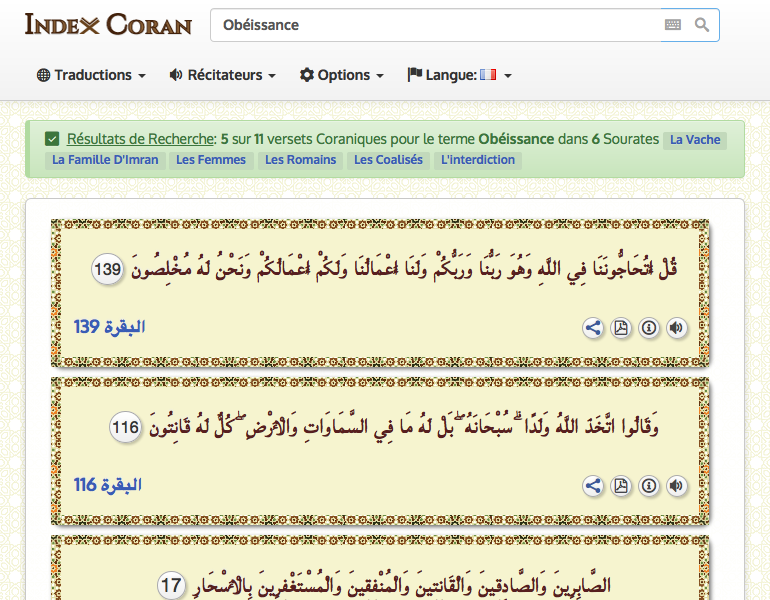 INDEX CORAN
Obéissance
Traductions Récitateurs Options Langue:
Résultats de Recherche: 5 sur 11 versets Coraniques pour le terme Obéissance dans 6 Sourates La Vache
La Famille D'Imran Les Femmes Les Romains Les Coalisés L'interdiction
قُلْ أَتُحَاجُّونَنَا فِي اللَّهِ وَهُوَ رَبُّنَا وَرَبُّكُمْ وَلَنَا أَعْمَالُنَا وَلَكُمْ أَعْمَالُكُمْ وَنَحْنُ لَهُ مُخْلِصُونَ 139
البقرة 139
وَقَالُوا اتَّخَذَ اللَّهُ وَلَدًا ۗ سُبْحَانَهُ ۖ بَلْ لَهُ مَا فِي السَّمَاوَاتِ وَالْأَرْضِ ۖ كُلٌّ لَهُ قَانِتُونَ 116
البقرة 116
الصَّابِرِينَ وَالصَّادِقِينَ وَالْقَانِتِينَ وَالْمُنْفِقِينَ وَالْمُسْتَغْفِرِينَ بِالْأَسْحَارِ 17